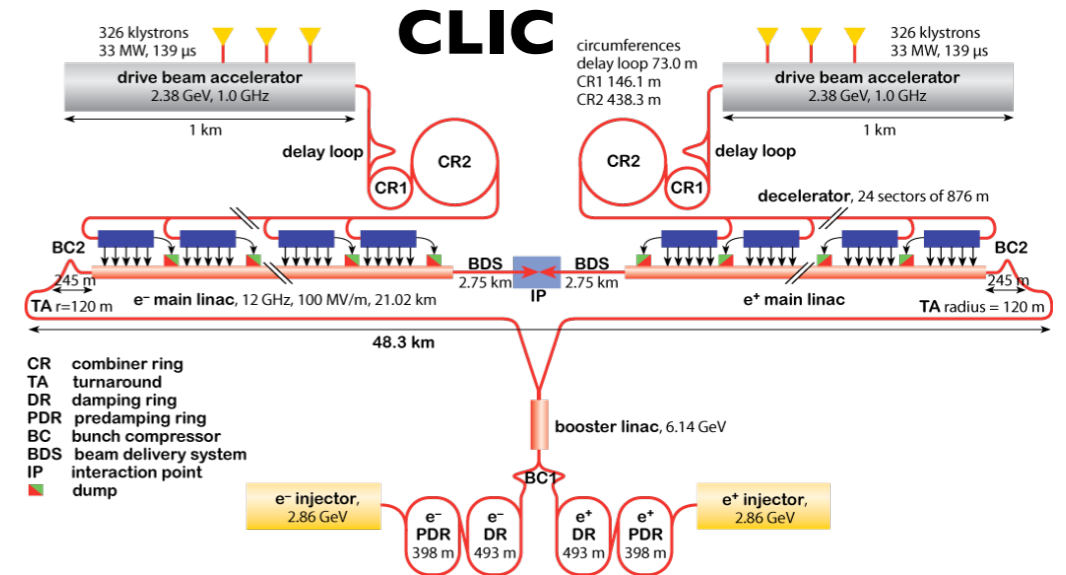 CLIC
326 klystrons
33 MW, 139 µs
drive beam accelerator
2.38 GeV, 1.0 GHz
1 km
circumferences
delay loop 73.0 m
CR1 146.1 m
CR2 438.3 m
326 klystrons
33 MW, 139 µs
drive beam accelerator
2.38 GeV, 1.0 GHz
1 km
delay loop
CR1
CR2
CR2
CR1
delay loop
decelerator, 24 sectors of 876 m
BC2
245 m
TA r=120 m
e⁻ main linac, 12 GHz, 100 MV/m, 21.02 km
BDS
2.75 km
IP
BDS
2.75 km
e⁺ main linac
BC2
245 m
TA radius = 120 m
48.3 km
CR combiner ring
TA turnaround
DR damping ring
PDR predamping ring
BC bunch compressor
BDS beam delivery system
IP interaction point
dump
booster linac, 6.14 GeV
BC1
e⁻ injector,
2.86 GeV
e⁻
PDR
398 m
e⁻
DR
493 m
e⁺
DR
493 m
e⁺
PDR
398 m
e⁺ injector,
2.86 GeV